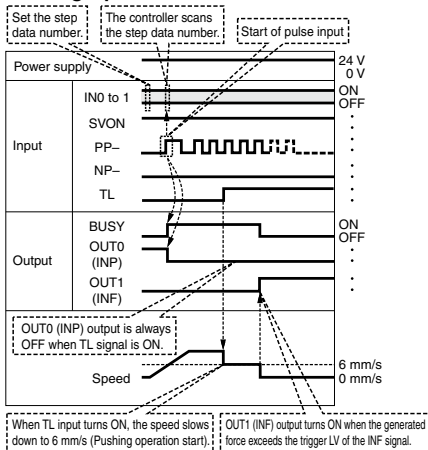 Set the step
data number.
The controller scans
the step data number.
Start of pulse input
Power supply
24 V
0 V
Input
IN0 to 1
ON
OFF
SVON
PP–
NP–
TL
Output
BUSY
ON
OFF
OUT0
(INP)
OUT1
(INF)
OUT0 (INP) output is always
OFF when TL signal is ON.
Speed
6 mm/s
0 mm/s
When TL input turns ON, the speed slows
down to 6 mm/s (Pushing operation start).
OUT1 (INF) output turns ON when the generated
force exceeds the trigger LV of the INF signal.